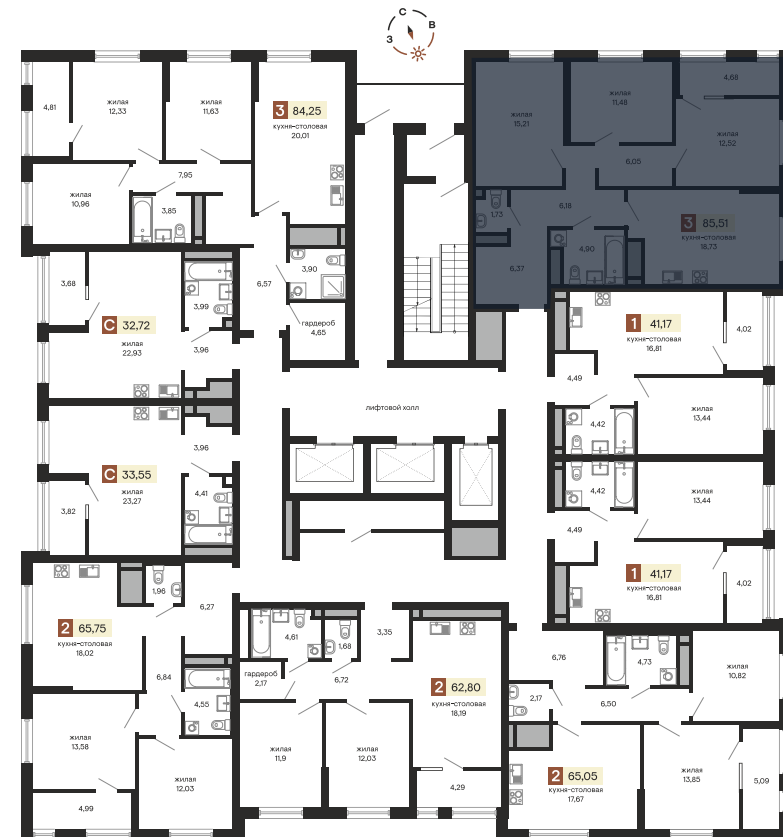 С
В
З
4,81
жилая
12,33
жилая
11,63
3 84,25
кухня-столовая
20,01
7,95
жилая
10,96
3,85
3,90
6,57
гардероб
4,65
жилая
15,21
жилая
11,48
4,68
жилая
12,52
6,05
1,73
6,18
3 85,51
кухня-столовая
18,73
4,90
6,37
3,68
С 32,72
жилая
22,93
3,99
3,96
1 41,17
кухня-столовая
16,81
4,02
4,49
4,42
жилая
13,44
лифтовой холл
С 33,55
жилая
23,27
3,96
4,41
3,82
4,42
жилая
13,44
4,49
1 41,17
кухня-столовая
16,81
4,02
2 65,75
кухня-столовая
18,02
1,96
6,27
6,84
4,55
жилая
13,58
жилая
12,03
4,99
4,61
1,68
3,35
гардероб
2,17
6,72
2 62,80
кухня-столовая
18,19
жилая
11,9
жилая
12,03
4,29
6,76
4,73
жилая
10,82
2,17
6,50
2 65,05
кухня-столовая
17,67
жилая
13,85
5,09